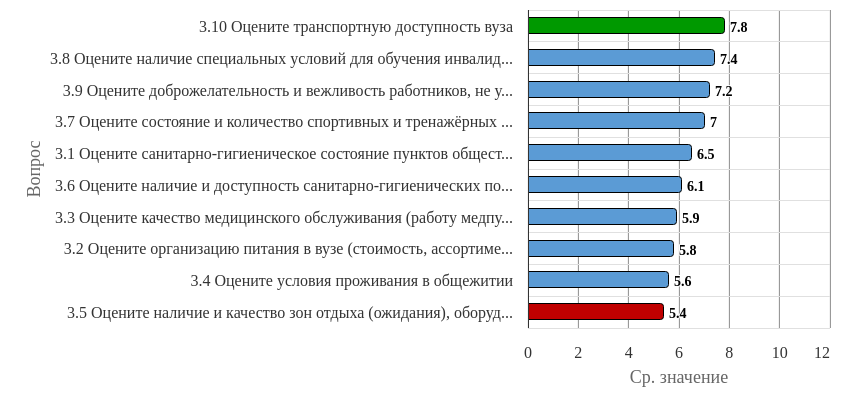 3.10 Оцените транспортную доступность вуза 7.8
3.8 Оцените наличие специальных условий для обучения инвалид... 7.4
3.9 Оцените доброжелательность и вежливость работников, не у... 7.2
3.7 Оцените состояние и количество спортивных и тренажёрных ... 7
3.1 Оцените санитарно-гигиеническое состояние пунктов общест... 6.5
3.6 Оцените наличие и доступность санитарно-гигиенических по... 6.1
3.3 Оцените качество медицинского обслуживания (работу медпу... 5.9
3.2 Оцените организацию питания в вузе (стоимость, ассортиме... 5.8
3.4 Оцените условия проживания в общежитии 5.6
3.5 Оцените наличие и качество зон отдыха (ожидания), оборуд... 5.4
Вопрос
0 2 4 6 8 10 12
Ср. значение